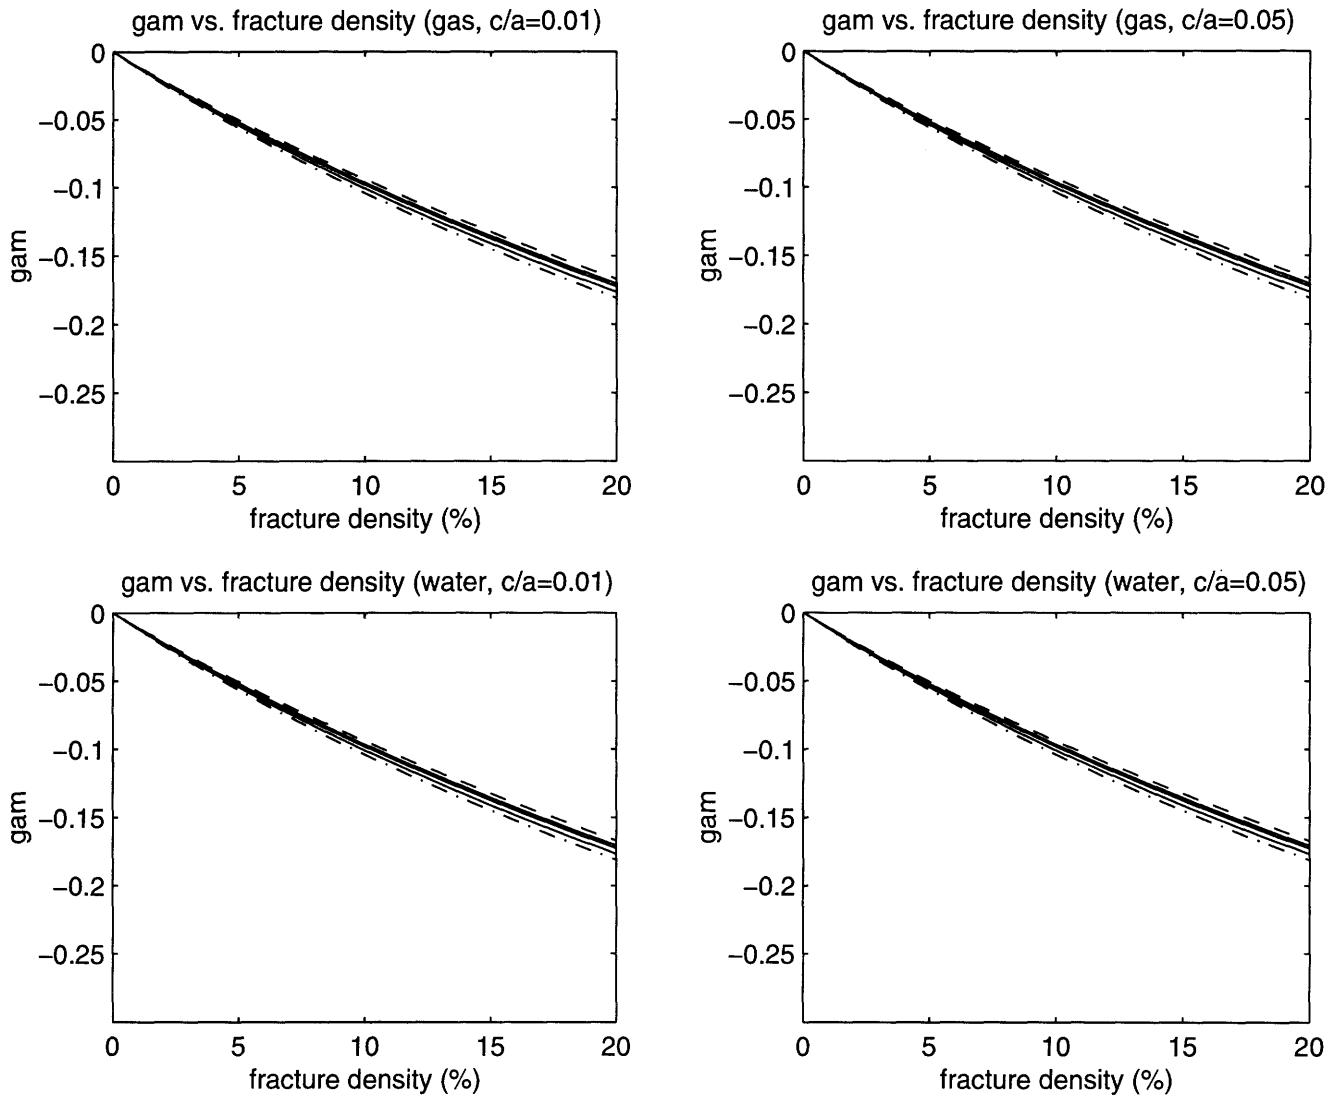 gam vs. fracture density (gas, c/a=0.01)
0
−0.05
−0.1
−0.15
−0.2
−0.25
gam
0 5 10 15 20
fracture density (%)
gam vs. fracture density (gas, c/a=0.05)
0
−0.05
−0.1
−0.15
−0.2
−0.25
gam
0 5 10 15 20
fracture density (%)
gam vs. fracture density (water, c/a=0.01)
0
−0.05
−0.1
−0.15
−0.2
−0.25
gam
0 5 10 15 20
fracture density (%)
gam vs. fracture density (water, c/a=0.05)
0
−0.05
−0.1
−0.15
−0.2
−0.25
gam
0 5 10 15 20
fracture density (%)